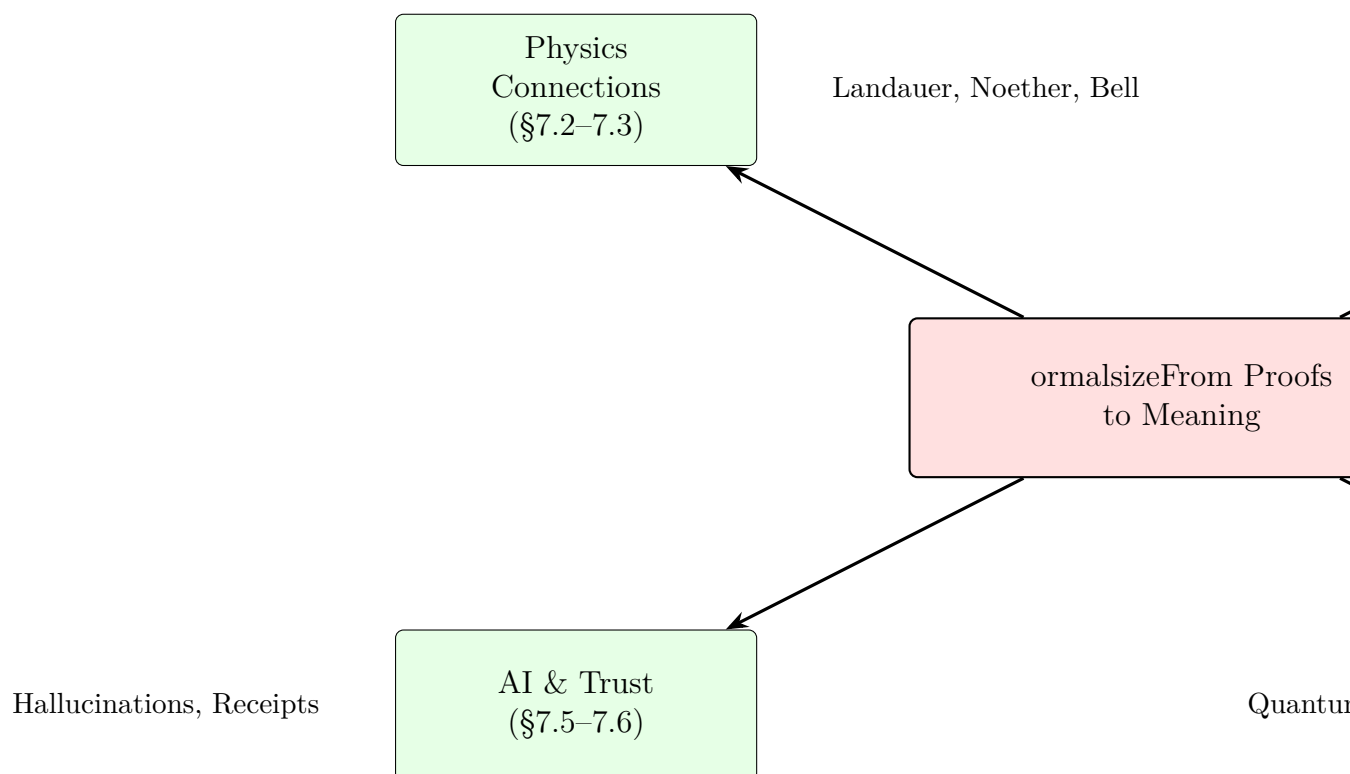 Physics
Connections
(§7.2–7.3)
Landauer, Noether, Bell
ormalsizeFrom Proofs
to Meaning
AI & Trust
(§7.5–7.6)
Hallucinations, Receipts